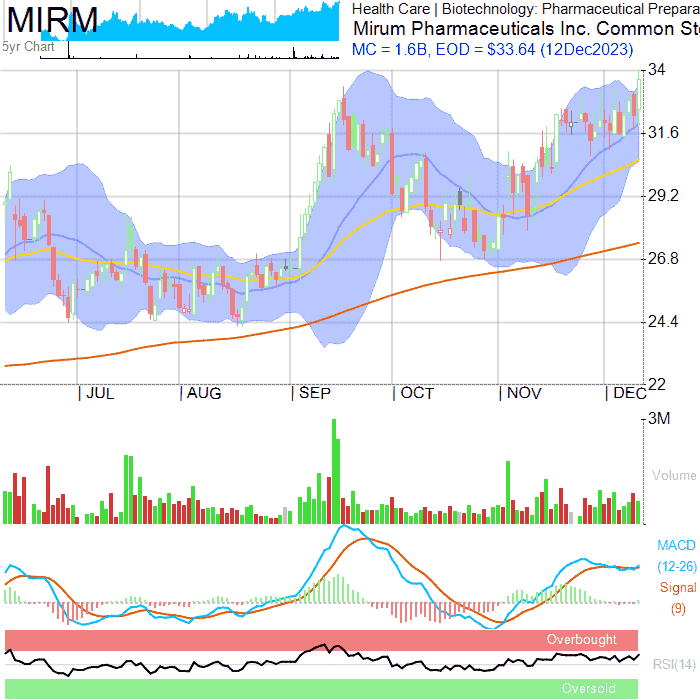 MIRM
5yr Chart
Health Care | Biotechnology: Pharmaceutical Prepara
Mirum Pharmaceuticals Inc. Common Sto
MC = 1.6B, EOD = $33.64 (12Dec2023)
34
31.6
29.2
26.8
24.4
22
| JUL | AUG | SEP | OCT | NOV | DEC
3M
Volume
MACD
(12-26)
Signal
(9)
Overbought
RSI(14)
Oversold